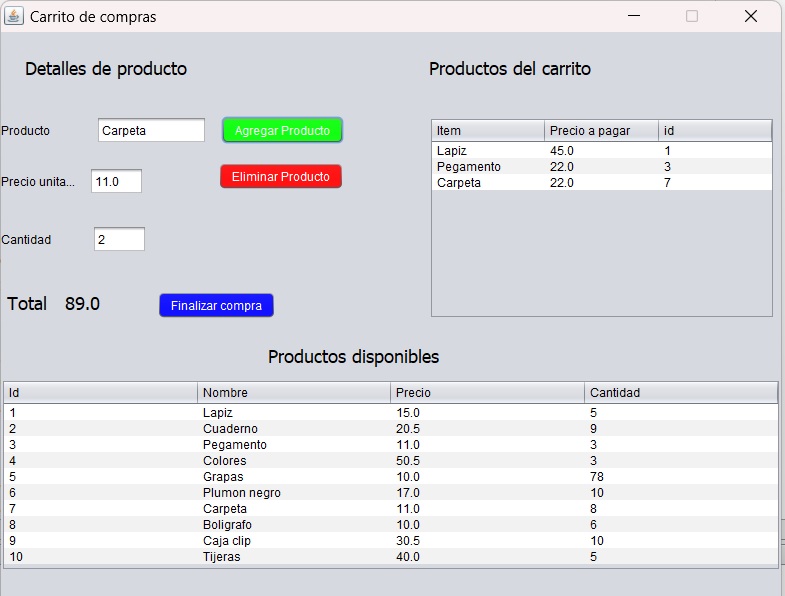 Carrito de compras
Detalles de producto
Productos del carrito
Producto Carpeta Agregar Producto
Precio unita... 11.0 Eliminar Producto
Cantidad 2
Total 89.0 Finalizar compra
Item Precio a pagar id
Lapiz 45.0 1
Pegamento 22.0 3
Carpeta 22.0 7
Productos disponibles
Id Nombre Precio Cantidad
1 Lapiz 15.0 5
2 Cuaderno 20.5 9
3 Pegamento 11.0 3
4 Colores 50.5 3
5 Grapas 10.0 78
6 Plumon negro 17.0 10
7 Carpeta 11.0 8
8 Boligrafo 10.0 6
9 Caja clip 30.5 10
10 Tijeras 40.0 5